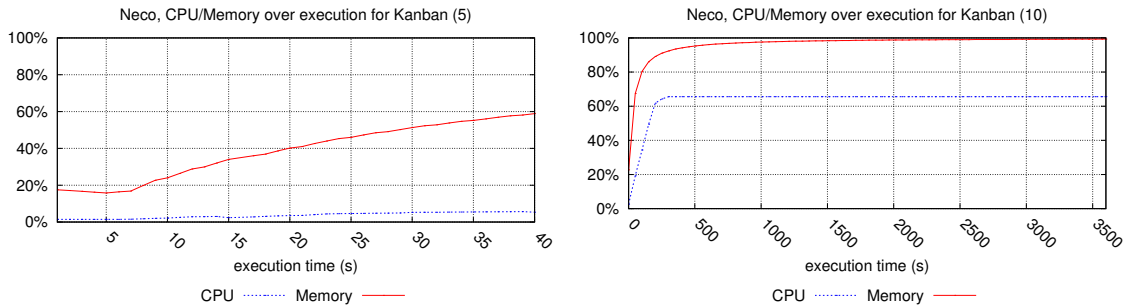 Neco, CPU/Memory over execution for Kanban (5)
100%
80%
60%
40%
20%
0%
5 10 15 20 25 30 35 40
execution time (s)
CPU Memory
Neco, CPU/Memory over execution for Kanban (10)
100%
80%
60%
40%
20%
0%
0 500 1000 1500 2000 2500 3000 3500
execution time (s)
CPU Memory